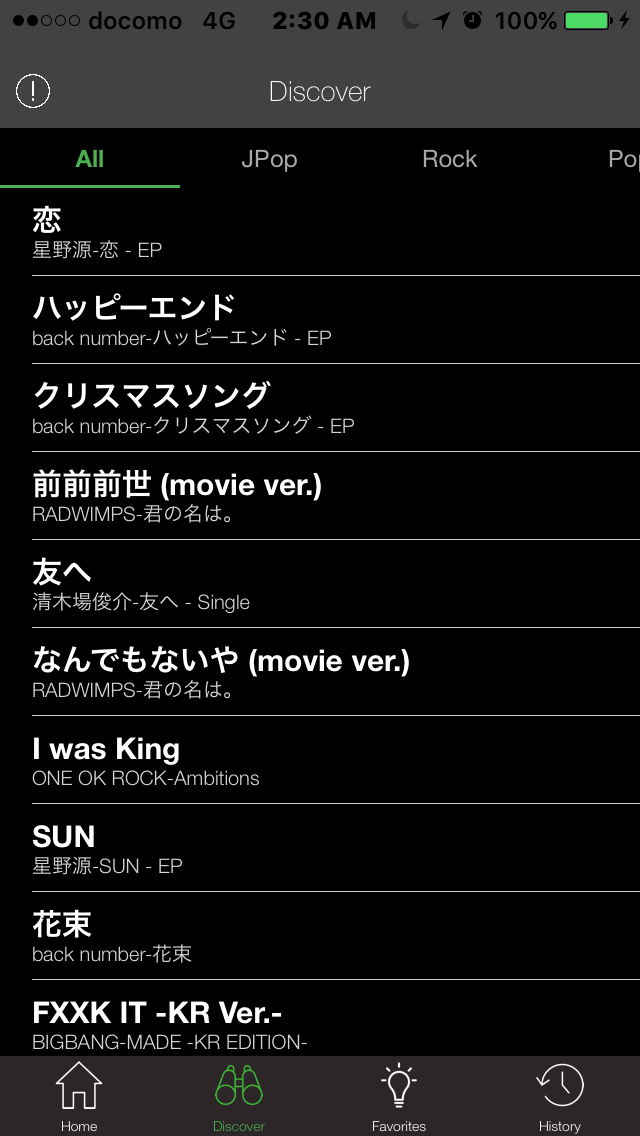 docomo 4G 2:30 AM 100%
Discover
All JPop Rock Pop
恋
星野源-恋 - EP
ハッピーエンド
back number-ハッピーエンド - EP
クリスマスソング
back number-クリスマスソング - EP
前前前世 (movie ver.)
RADWIMPS-君の名は。
友へ
清木場俊介-友へ - Single
なんでもないや (movie ver.)
RADWIMPS-君の名は。
I was King
ONE OK ROCK-Ambitions
SUN
星野源-SUN - EP
花束
back number-花束
FXXK IT -KR Ver.-
BIGBANG-MADE -KR EDITION-
Home Discover Favorites History